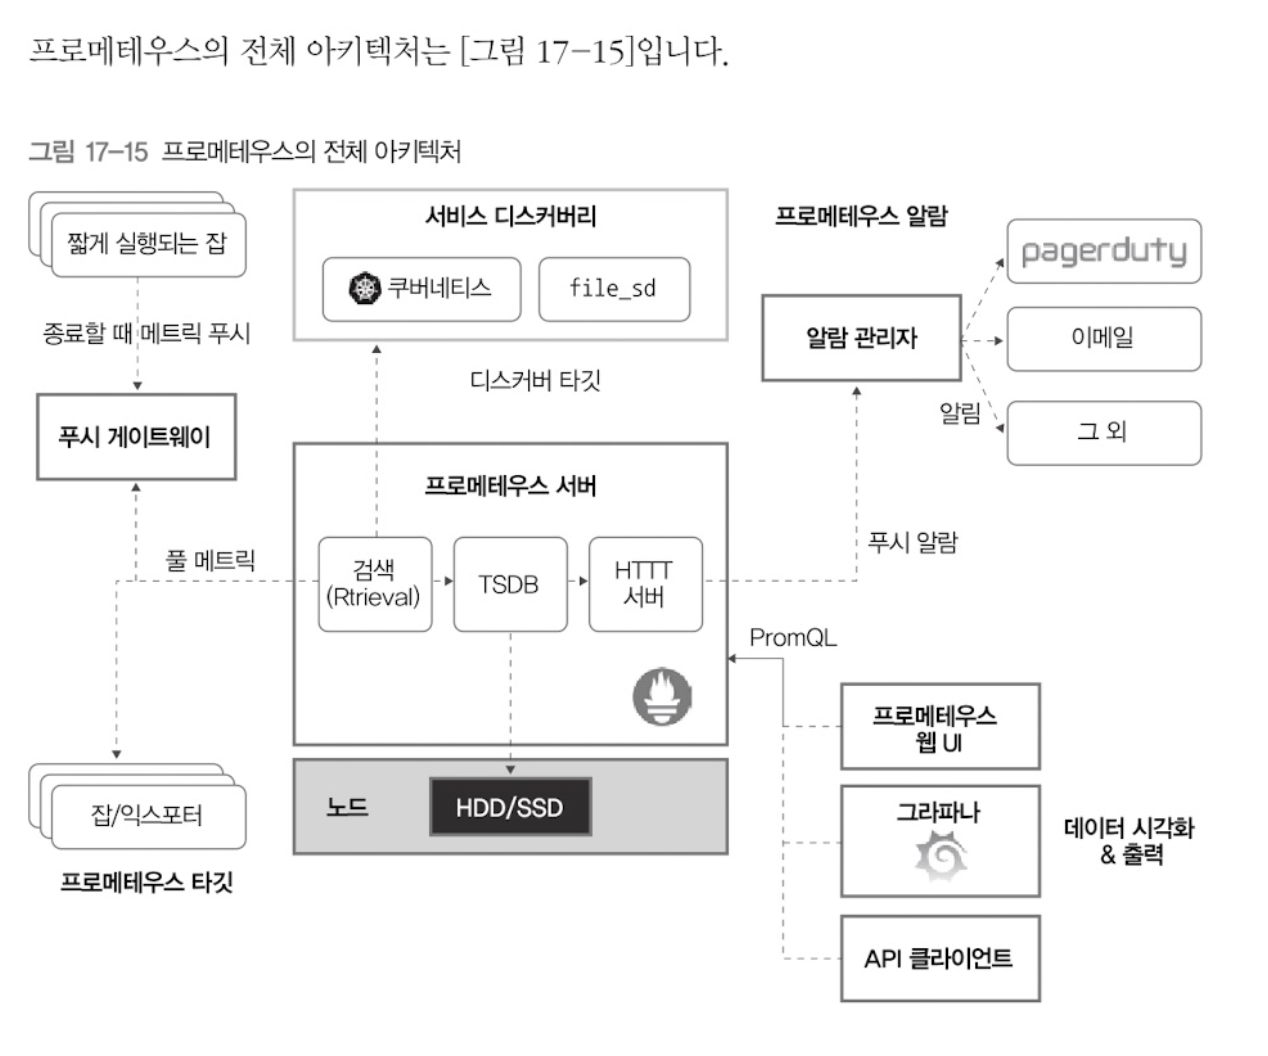 프로메테우스의 전체 아키텍처는 [그림 17-15]입니다.
그림 17-15 프로메테우스의 전체 아키텍처
짧게 실행되는 잡
종료할 때 메트릭 푸시
푸시 게이트웨이
풀 메트릭
잡/익스포터
프로메테우스 타깃
서비스 디스커버리
쿠버네티스
file_sd
디스커버 타깃
프로메테우스 서버
검색
(Rtrieval)
TSDB
HTTT
서버
노드
HDD/SSD
프로메테우스 알람
알람 관리자
pagerduty
이메일
그 외
알림
푸시 알람
PromQL
프로메테우스
웹 UI
그라파나
API 클라이언트
데이터 시각화
& 출력